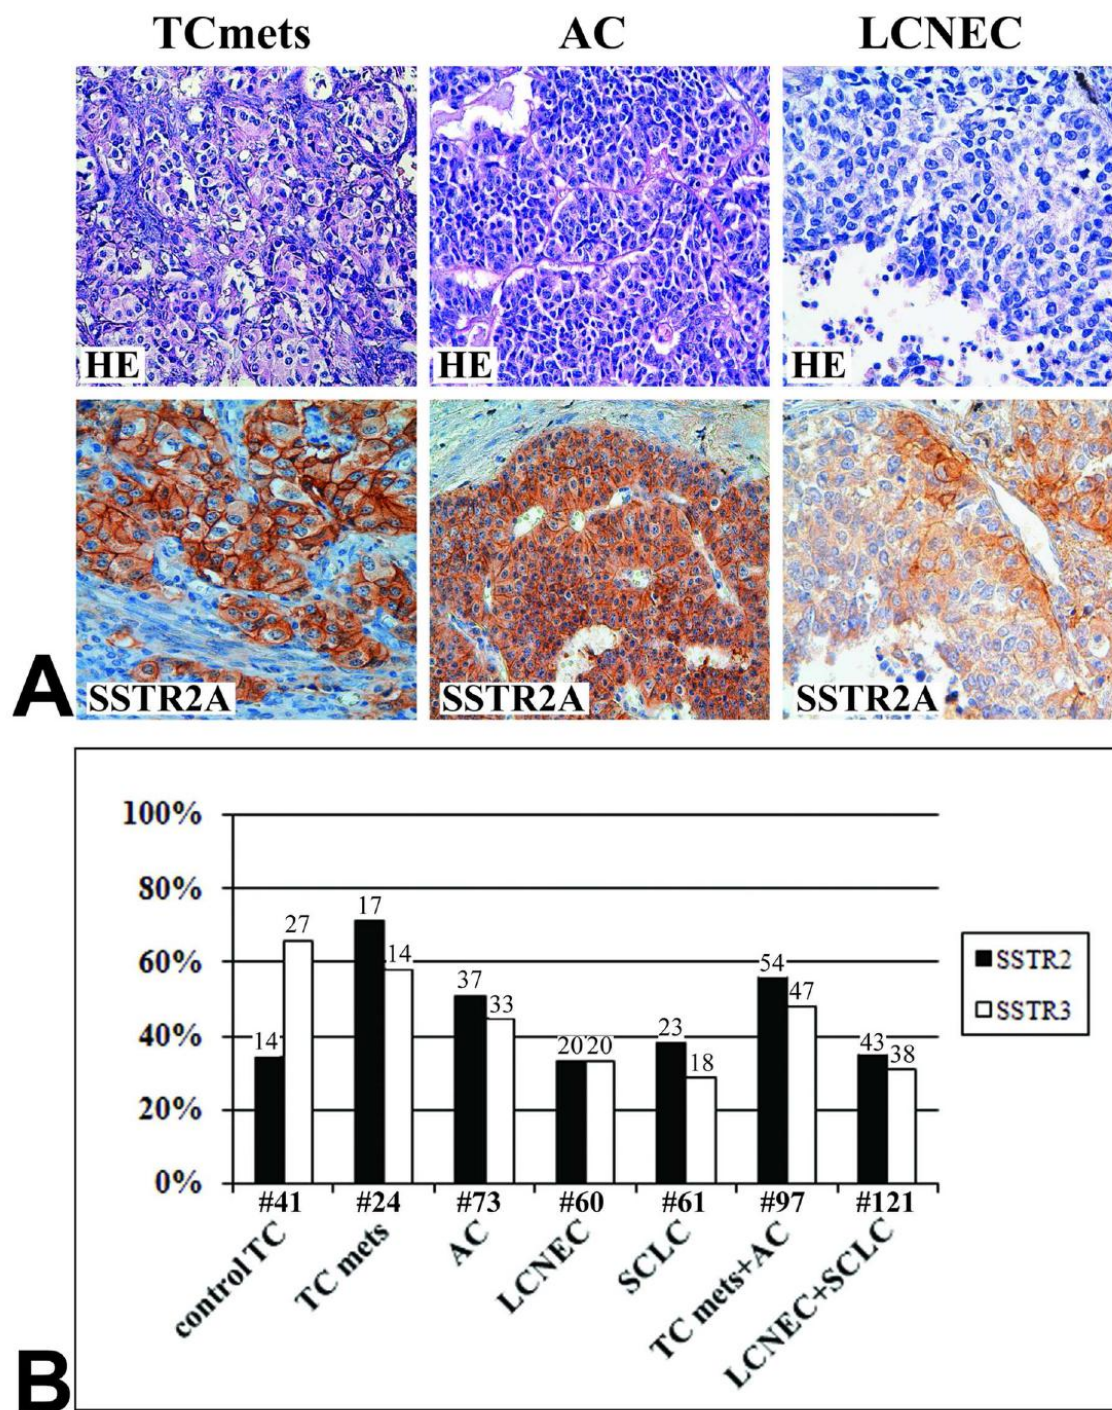 TCmets AC LCNEC
HE HE HE
SSTR2A SSTR2A SSTR2A
A
100%
80%
60%
40%
20%
0%
14 27 17 14 37 33 20 20 23 18 54 47 43 38
SSTR2
SSTR3
#41 #24 #73 #60 #61 #97 #121
control TC
TC mets
AC
LCNEC
SCLC
TC mets+AC
LCNEC+SCLC
B